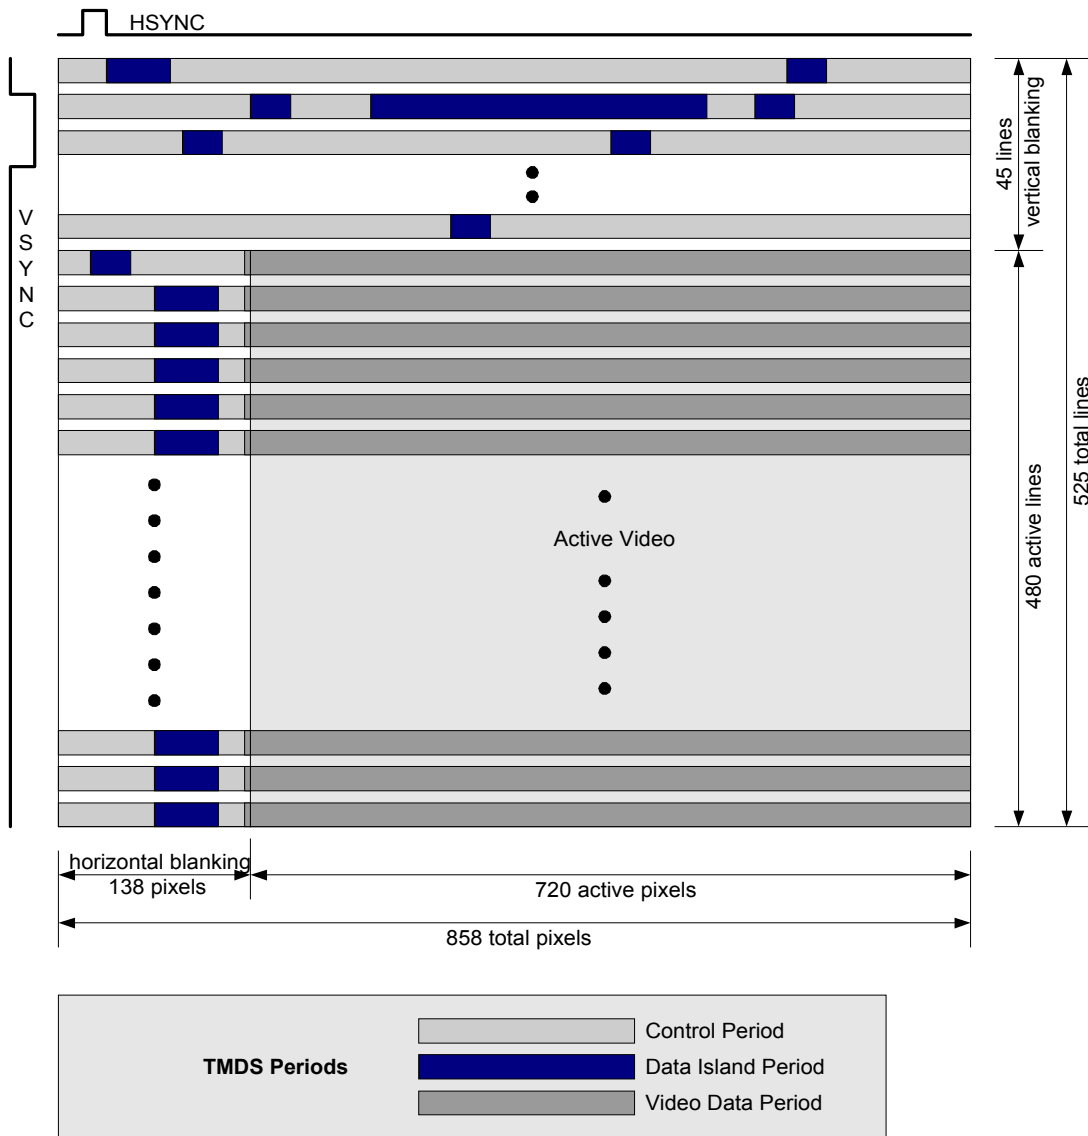 HSYNC
VSYNC
45 lines
vertical blanking
480 active lines
525 total lines
Active Video
horizontal blanking
138 pixels
720 active pixels
858 total pixels
TMDS Periods
Control Period
Data Island Period
Video Data Period